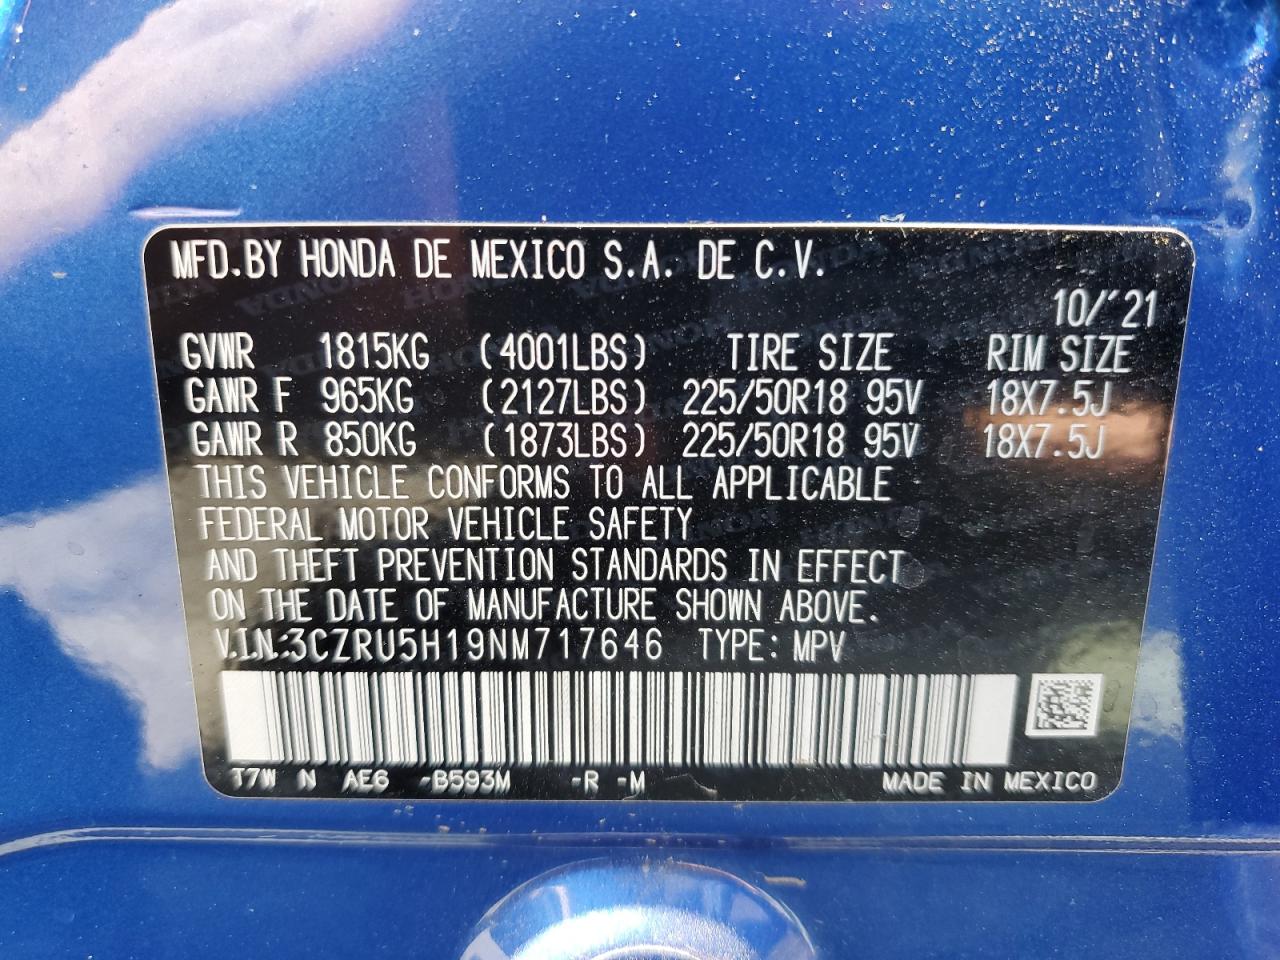 MFD.BY HONDA DE MEXICO S.A. DE C.V.
10/'21
GVWR 1815KG (4001LBS) TIRE SIZE RIM SIZE
GAWR F 965KG (2127LBS) 225/50R18 95V 18X7.5J
GAWR R 850KG (1873LBS) 225/50R18 95V 18X7.5J
THIS VEHICLE CONFORMS TO ALL APPLICABLE
FEDERAL MOTOR VEHICLE SAFETY
AND THEFT PREVENTION STANDARDS IN EFFECT
ON THE DATE OF MANUFACTURE SHOWN ABOVE.
V.I.N.:3CZRU5H19NM717646 TYPE: MPV
T7W N AE6 -B593M -R -M MADE IN MEXICO